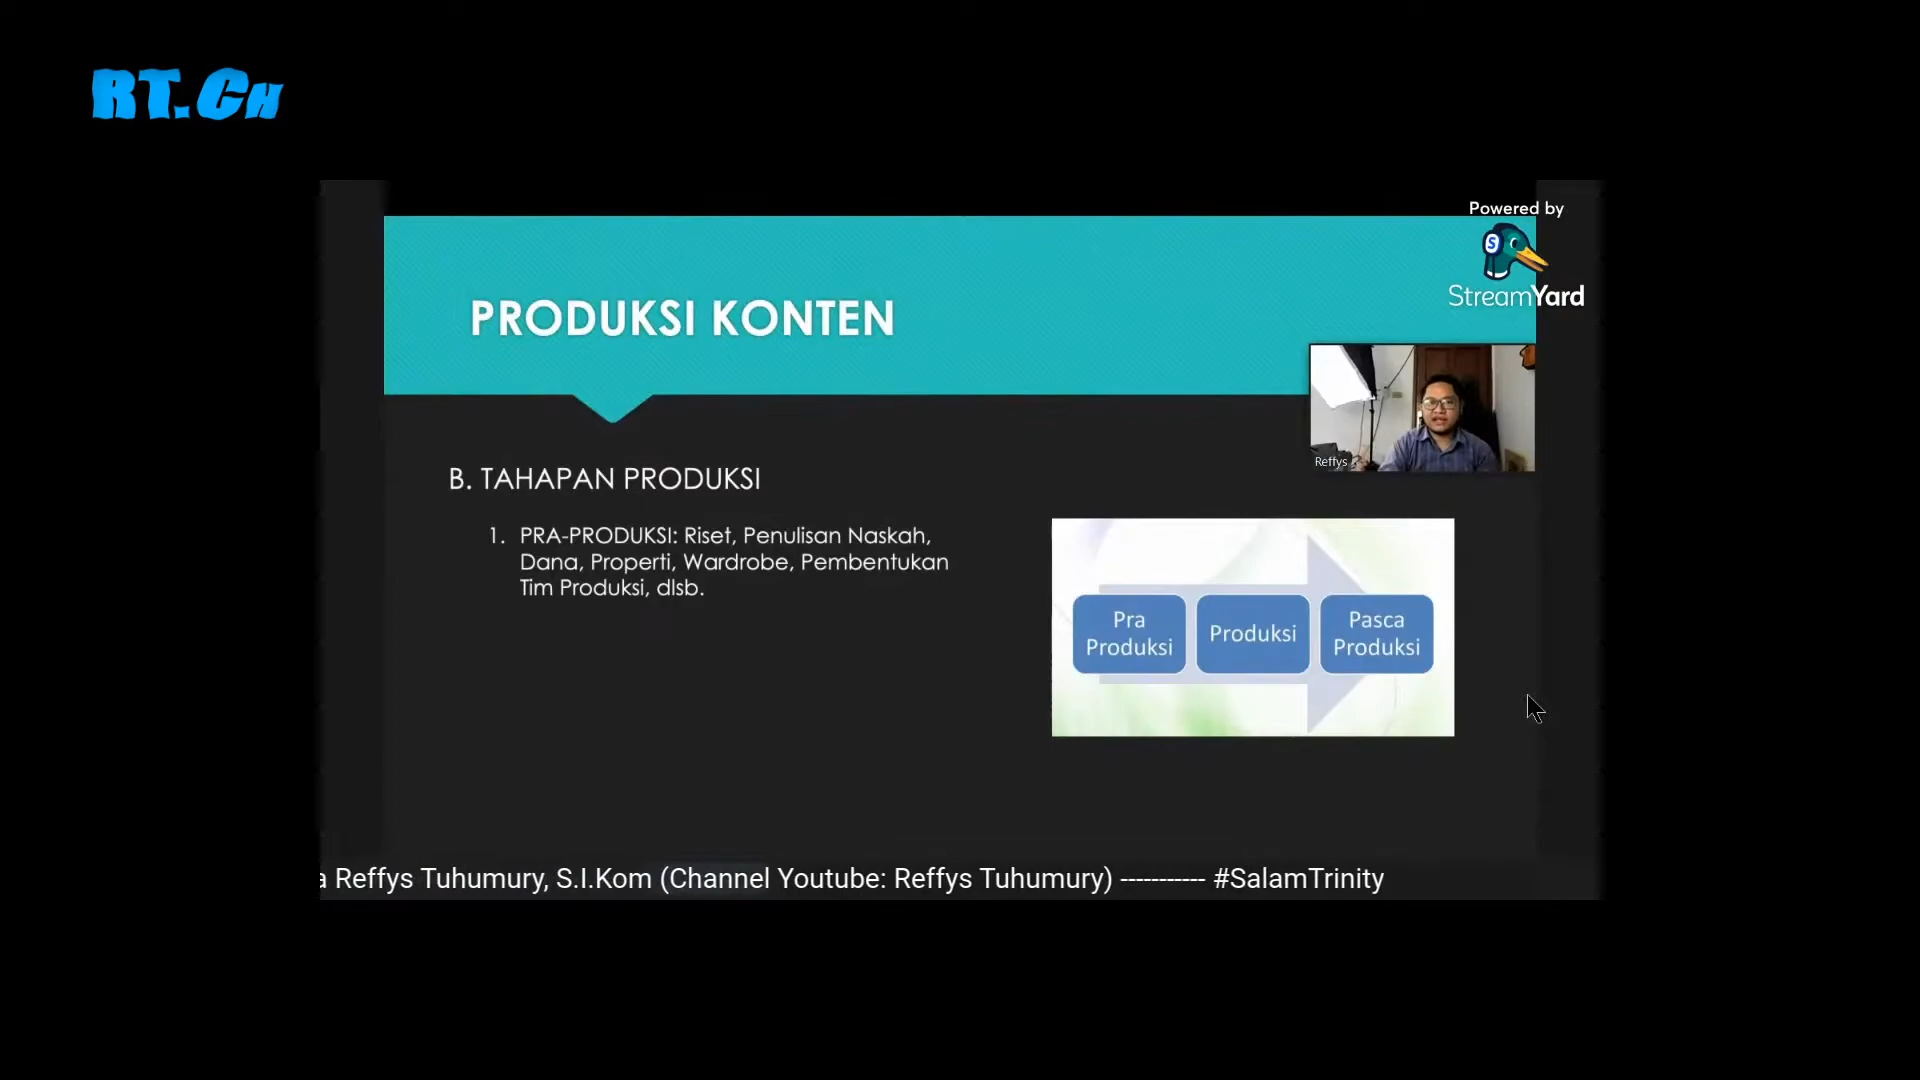 RT.CH
Powered by
StreamYard
PRODUKSI KONTEN
Reffys
B. TAHAPAN PRODUKSI
1. PRA-PRODUKSI: Riset, Penulisan Naskah,
Dana, Properti, Wardrobe, Pembentukan
Tim Produksi, dlsb.
Pra
Produksi
Produksi
Pasca
Produksi
a Reffys Tuhumury, S.I.Kom (Channel Youtube: Reffys Tuhumury) ----------- #SalamTrinity